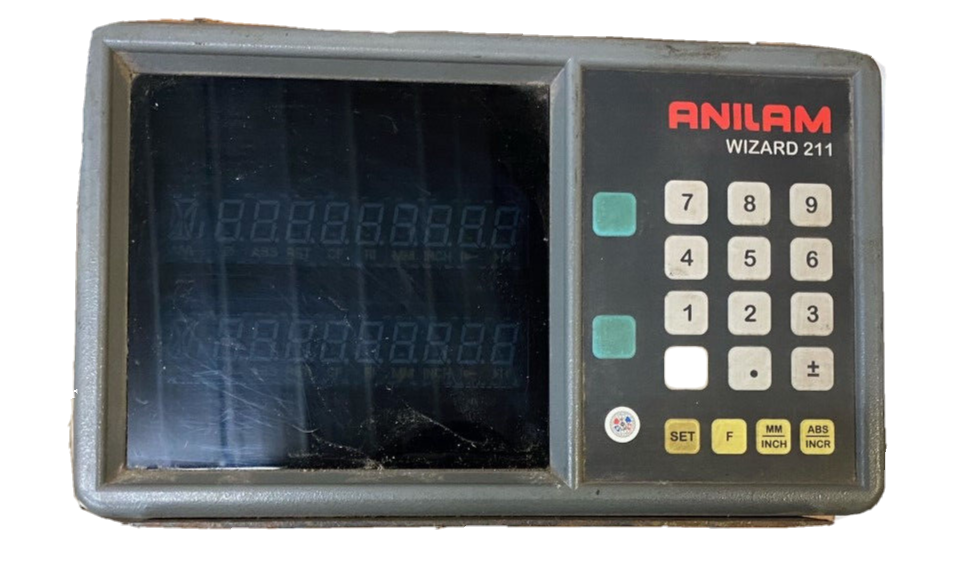 ANILAM
WIZARD 211
7 8 9
4 5 6
1 2 3
. ±
SET F MM INCH ABS INCR